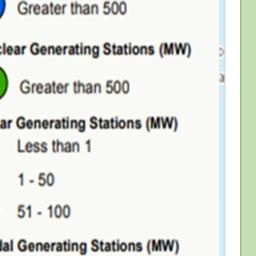 Greater than 500
clear Generating Stations (MW)
Greater than 500
ar Generating Stations (MW)
Less than 1
1 - 50
51 - 100
dal Generating Stations (MW)